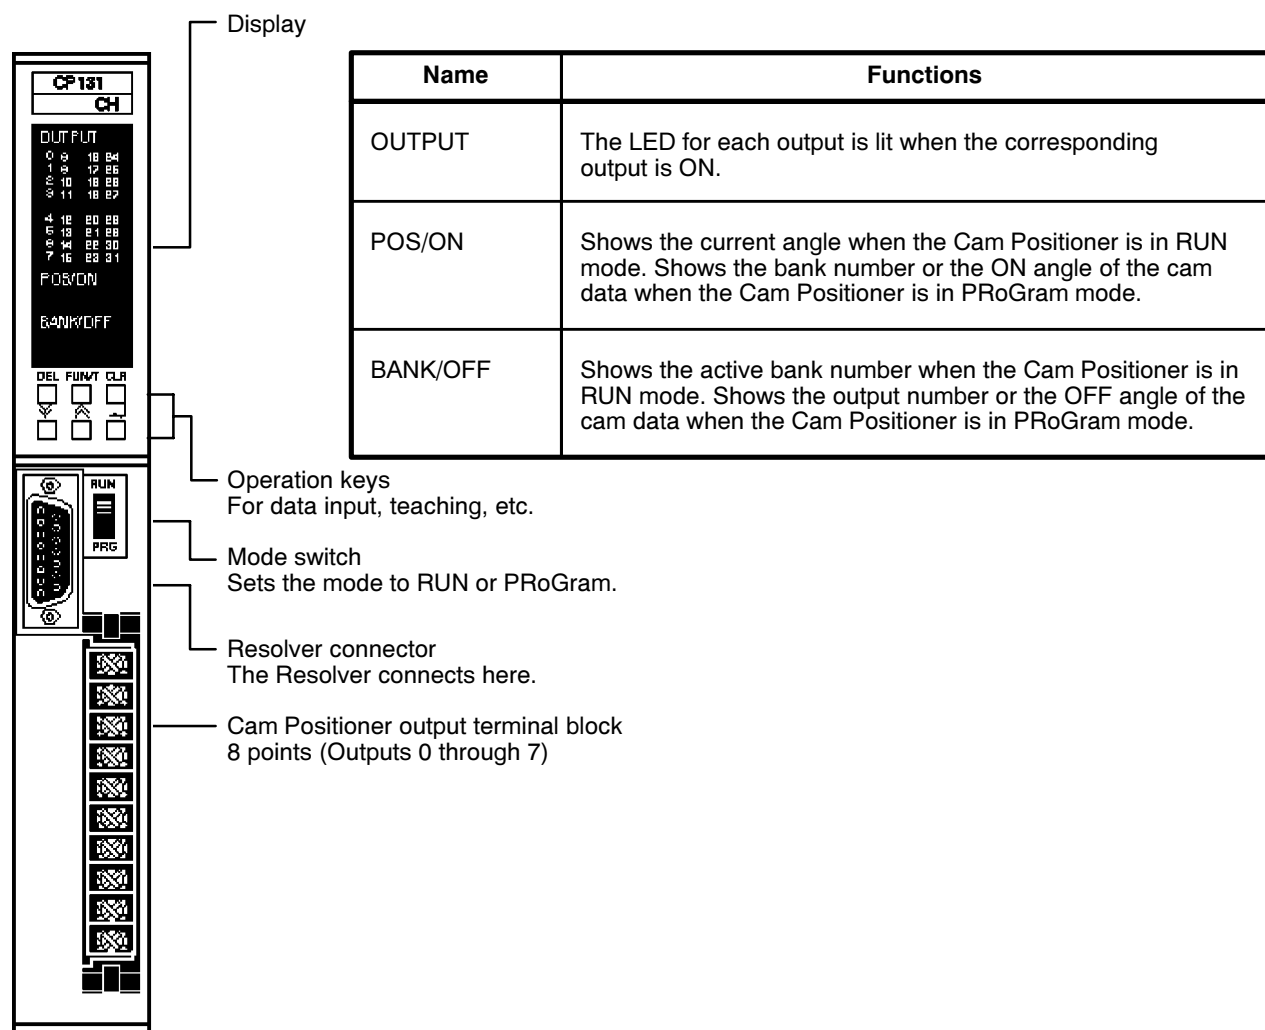 Display
CP131
CH
OUTPUT
0 8 16 24
1 9 17 25
2 10 18 26
3 11 19 27
4 12 20 28
5 13 21 29
6 14 22 30
7 15 23 31
POS/ON
BANK/OFF
DEL FUN/T CLR
RUN
PRG
Name Functions
OUTPUT The LED for each output is lit when the corresponding
output is ON.
POS/ON Shows the current angle when the Cam Positioner is in RUN
mode. Shows the bank number or the ON angle of the cam
data when the Cam Positioner is in PRoGram mode.
BANK/OFF Shows the active bank number when the Cam Positioner is in
RUN mode. Shows the output number or the OFF angle of the
cam data when the Cam Positioner is in PRoGram mode.
Operation keys
For data input, teaching, etc.
Mode switch
Sets the mode to RUN or PRoGram.
Resolver connector
The Resolver connects here.
Cam Positioner output terminal block
8 points (Outputs 0 through 7)